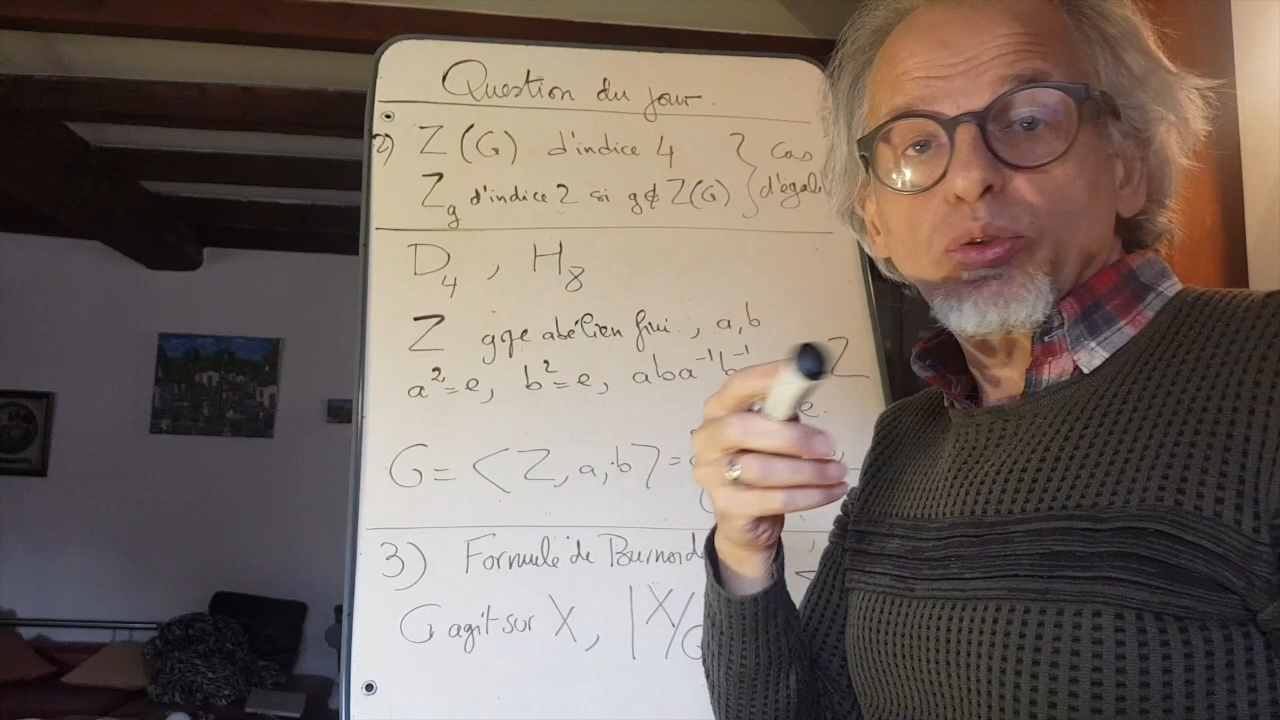 Question du jour.
2) Z(G) d'indice 4 } Cas
Z_g d'indice 2 si g∉Z(G) } d'égali
D_4, H_8
Z gpe abélien fini, a,b
a²=e, b²=e, aba⁻¹b⁻¹ Z
e.
G = <Z,a,b> =
3) Formule de Burnside
G agit sur X, |X/G